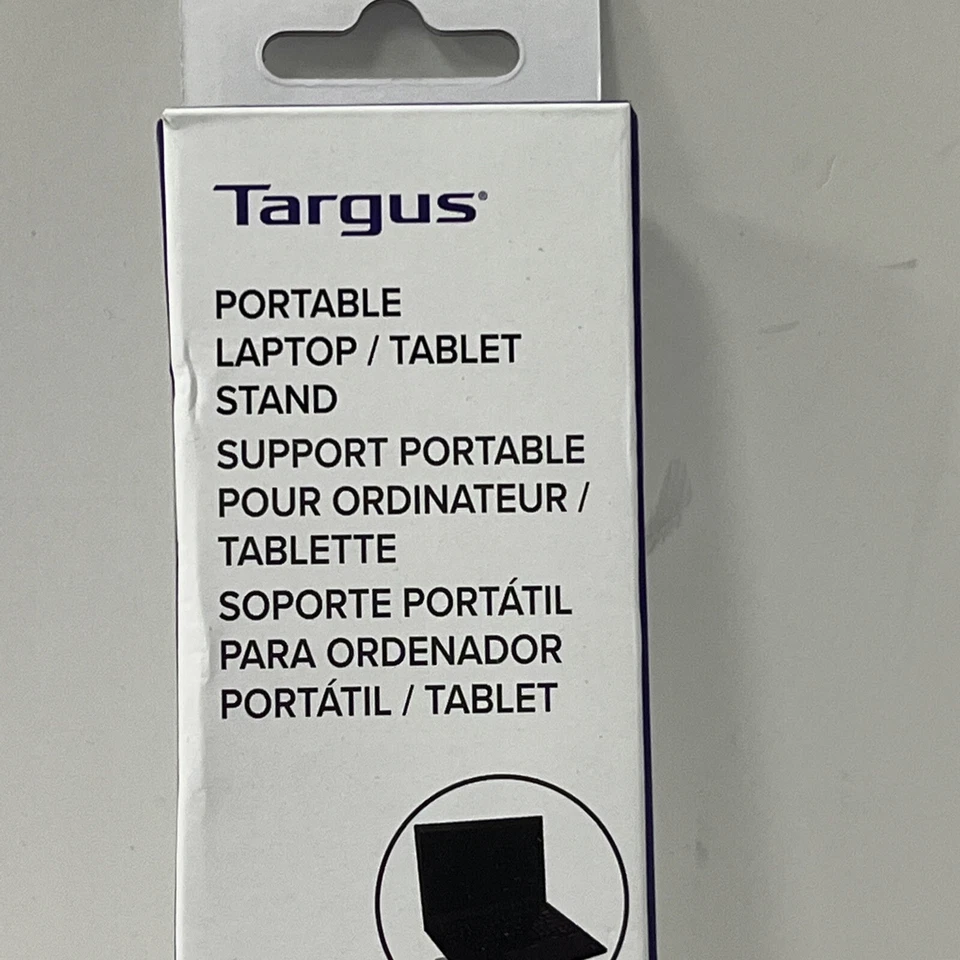 Targus®
PORTABLE
LAPTOP / TABLET
STAND
SUPPORT PORTABLE
POUR ORDINATEUR /
TABLETTE
SOPORTE PORTÁTIL
PARA ORDENADOR
PORTÁTIL / TABLET